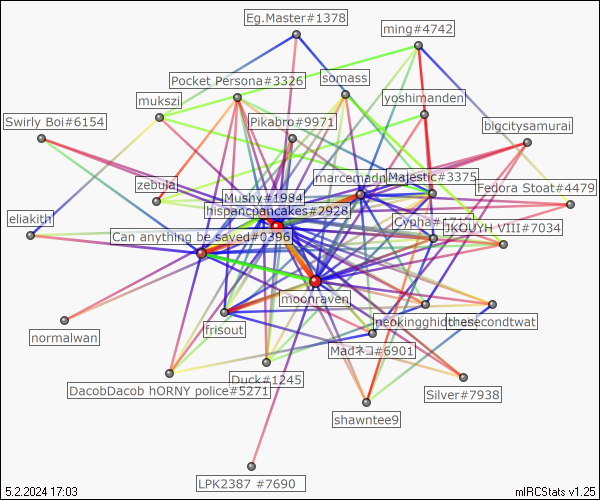 Eg.Master#1378
ming#4742
Pocket Persona#3326
somass
mukszi
yoshimanden
Swirly Boi#6154
Pikabro#9971
bigcitysamurai
zebula
marcemadn
Majestic#3375
Fedora Stoat#4479
Mushy#1984
hispanicpancakes#2928
eliakith
Cypha#
JKOUYH VIII#7034
Can anything be saved#0396
moonraven
frisout
neokingghidhesecondtwat
normalwan
Madネコ#6901
Duck#1245
DacobDacob hORNY police#5271
Silver#7938
shawntee9
LPK2387 #7690
5.2.2024 17:03
mIRCStats v1.25